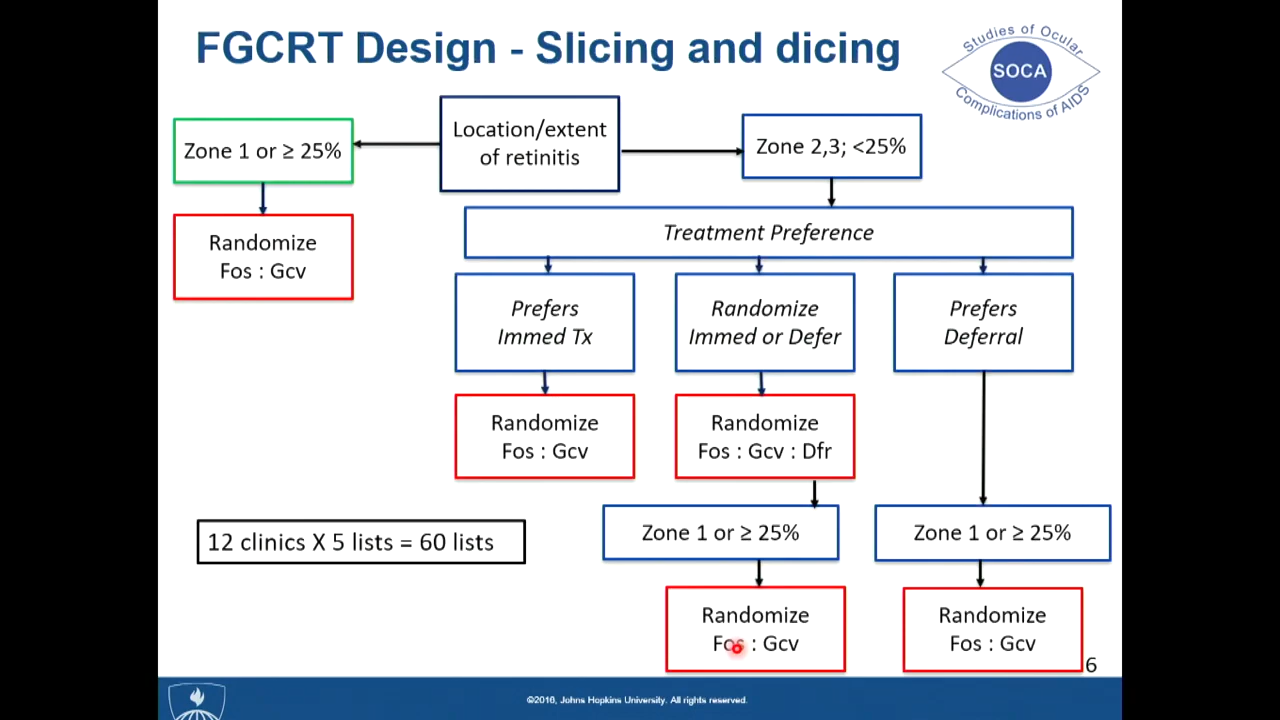 FGCRT Design - Slicing and dicing
Studies of Ocular
SOCA
Complications of AIDS
Location/extent
of retinitis
Zone 1 or ≥ 25%
Zone 2,3; <25%
Randomize
Fos : Gcv
Treatment Preference
Prefers
Immed Tx
Randomize
Immed or Defer
Prefers
Deferral
Randomize
Fos : Gcv
Randomize
Fos : Gcv : Dfr
12 clinics X 5 lists = 60 lists
Zone 1 or ≥ 25%
Zone 1 or ≥ 25%
Randomize
Fos : Gcv
Randomize
Fos : Gcv
6
©2016, Johns Hopkins University. All rights reserved.